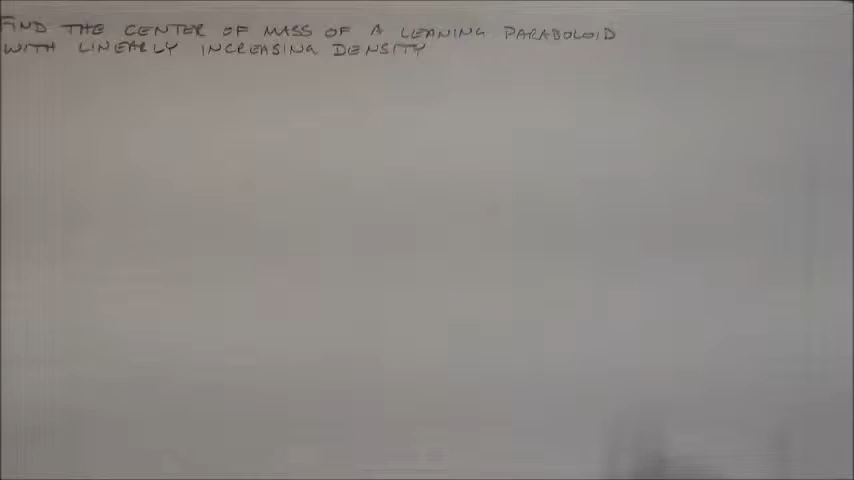 FIND THE CENTER OF MASS OF A LEANING PARABOLOID
WITH LINEARLY INCREASING DENSITY